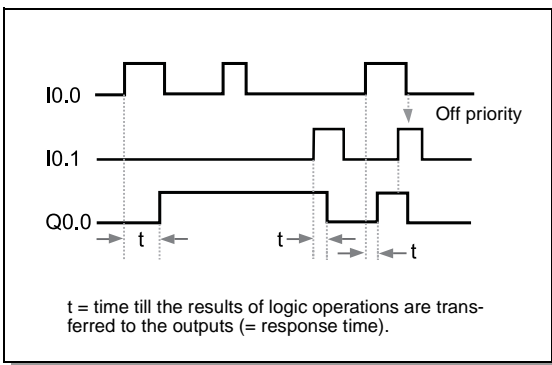 I0.0
Off priority
I0.1
Q0.0
t
t
t
t = time till the results of logic operations are trans-
ferred to the outputs (= response time).